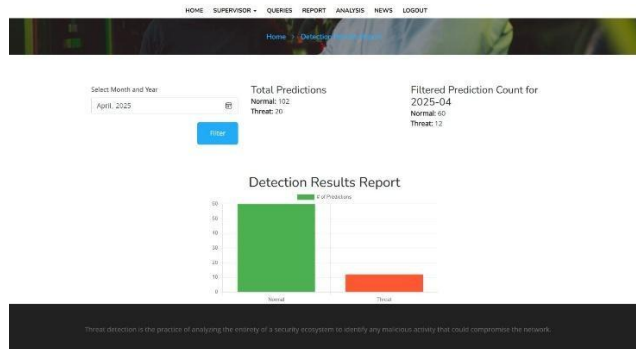 HOME SUPERVISOR QUERIES REPORT ANALYSIS NEWS LOGOUT
Home > Detection
Select Month and Year
April, 2025
Filter
Total Predictions
Normal: 102
Threat: 20
Filtered Prediction Count for
2025-04
Normal: 60
Threat: 12
Detection Results Report
# of Predictions
60
50
40
30
20
10
0
Normal
Threat
Threat detection is the practice of analyzing the entirety of a security ecosystem to identify any malicious activity that could compromise the network.